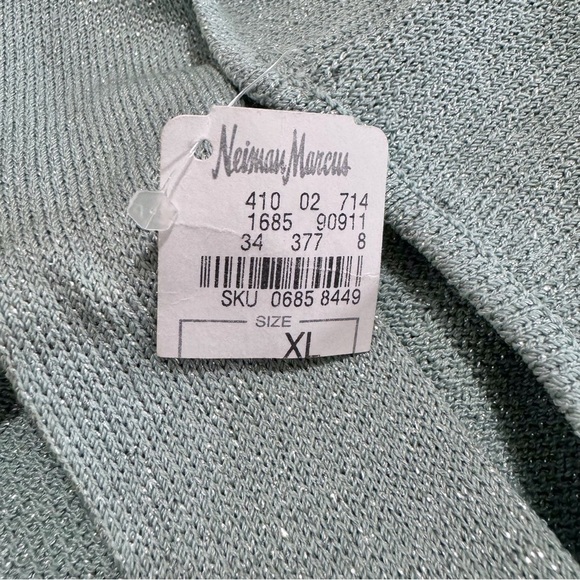 Neiman Marcus
410 02 714
1685 90911
34 377 8
SKU 0685 8449
SIZE
XL